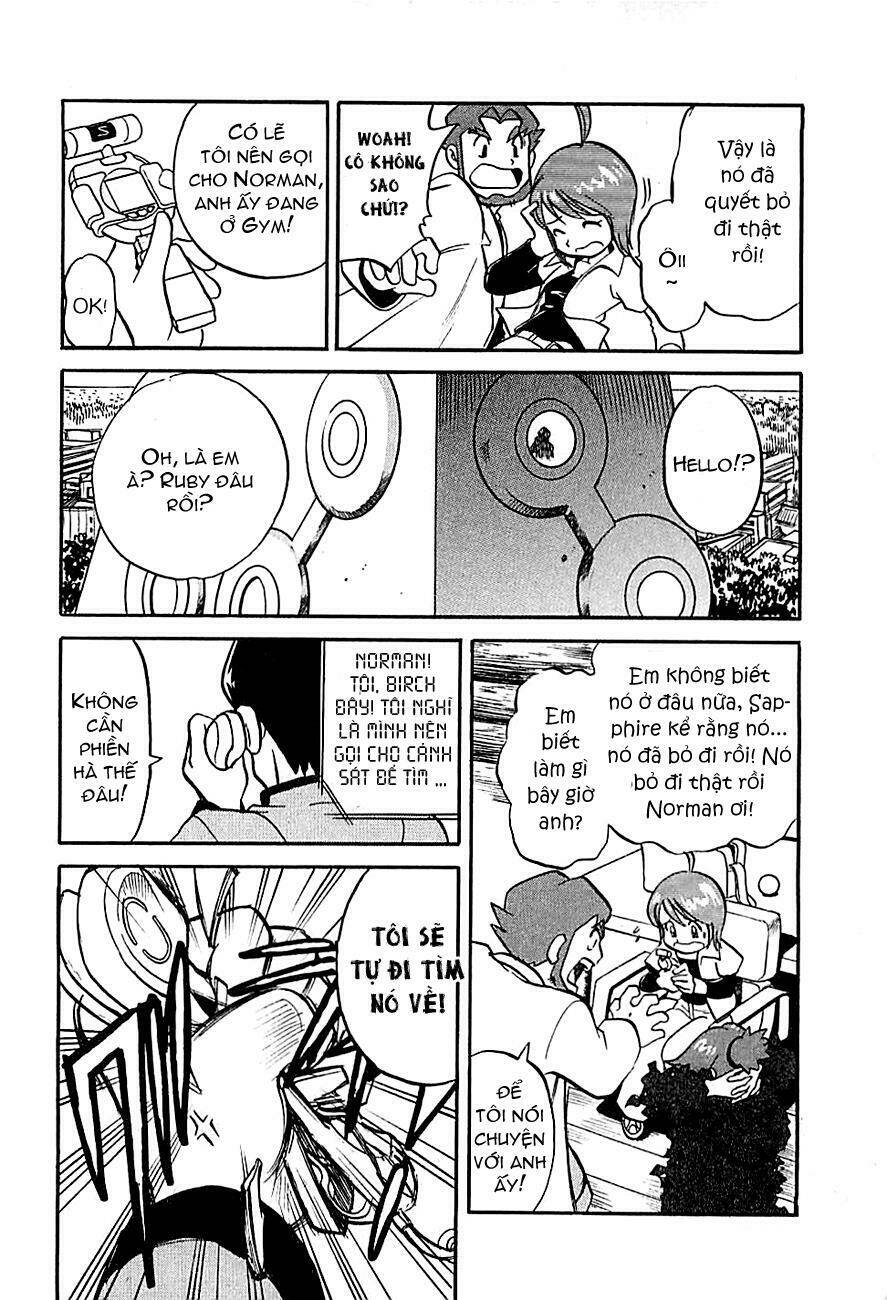 Vậy là
nó đã
quyết bỏ
đi thật
rồi!
Ôii
~
WOAH!
CÔ KHÔNG
SAO
CHỨ!?
CÓ LẼ
TÔI NÊN GỌI
CHO NORMAN,
ANH ẤY ĐANG
Ở GYM!
OK!
HELLO!?
OH, LÀ EM
À? RUBY ĐÂU
RỒI?
Em không biết
nó ở đâu nữa, Sap-
phire kể rằng nó...
nó đã bỏ đi rồi! Nó
bỏ đi thật rồi
Norman ơi!
Em
biết
làm gì
bây giờ
anh?
ĐỂ
TÔI NÓI
CHUYỆN
VỚI ANH
ẤY!
NORMAN!
TÔI, BIRCH
ĐÂY! TÔI NGHĨ
LÀ MÌNH NÊN
GỌI CHO CẢNH
SÁT ĐỂ TÌM ...
KHÔNG
CẦN
PHIỀN
HÀ THẾ
ĐÂU!
TÔI SẼ
TỰ ĐI TÌM
NÓ VỀ!